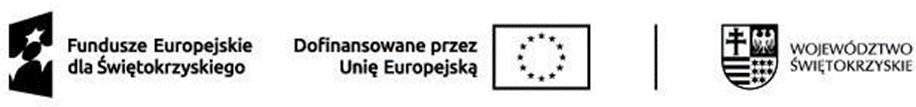 Fundusze Europejskie
dla Świętokrzyskiego
Dofinansowane przez
Unię Europejską
WOJEWÓDZTWO
ŚWIĘTOKRZYSKIE